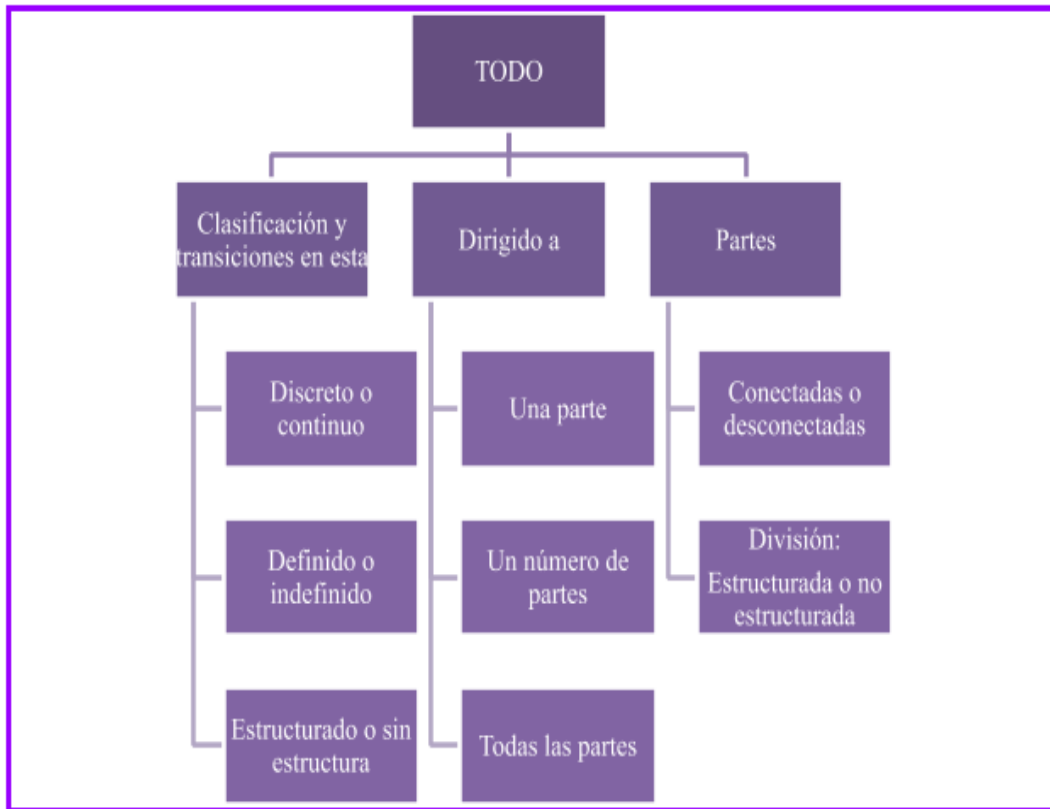 TODO
Clasificación y
transiciones en esta
Discreto o
continuo
Definido o
indefinido
Estructurado o sin
estructura
Dirigido a
Una parte
Un número de
partes
Todas las partes
Partes
Conectadas o
desconectadas
División:
Estructurada o no
estructurada